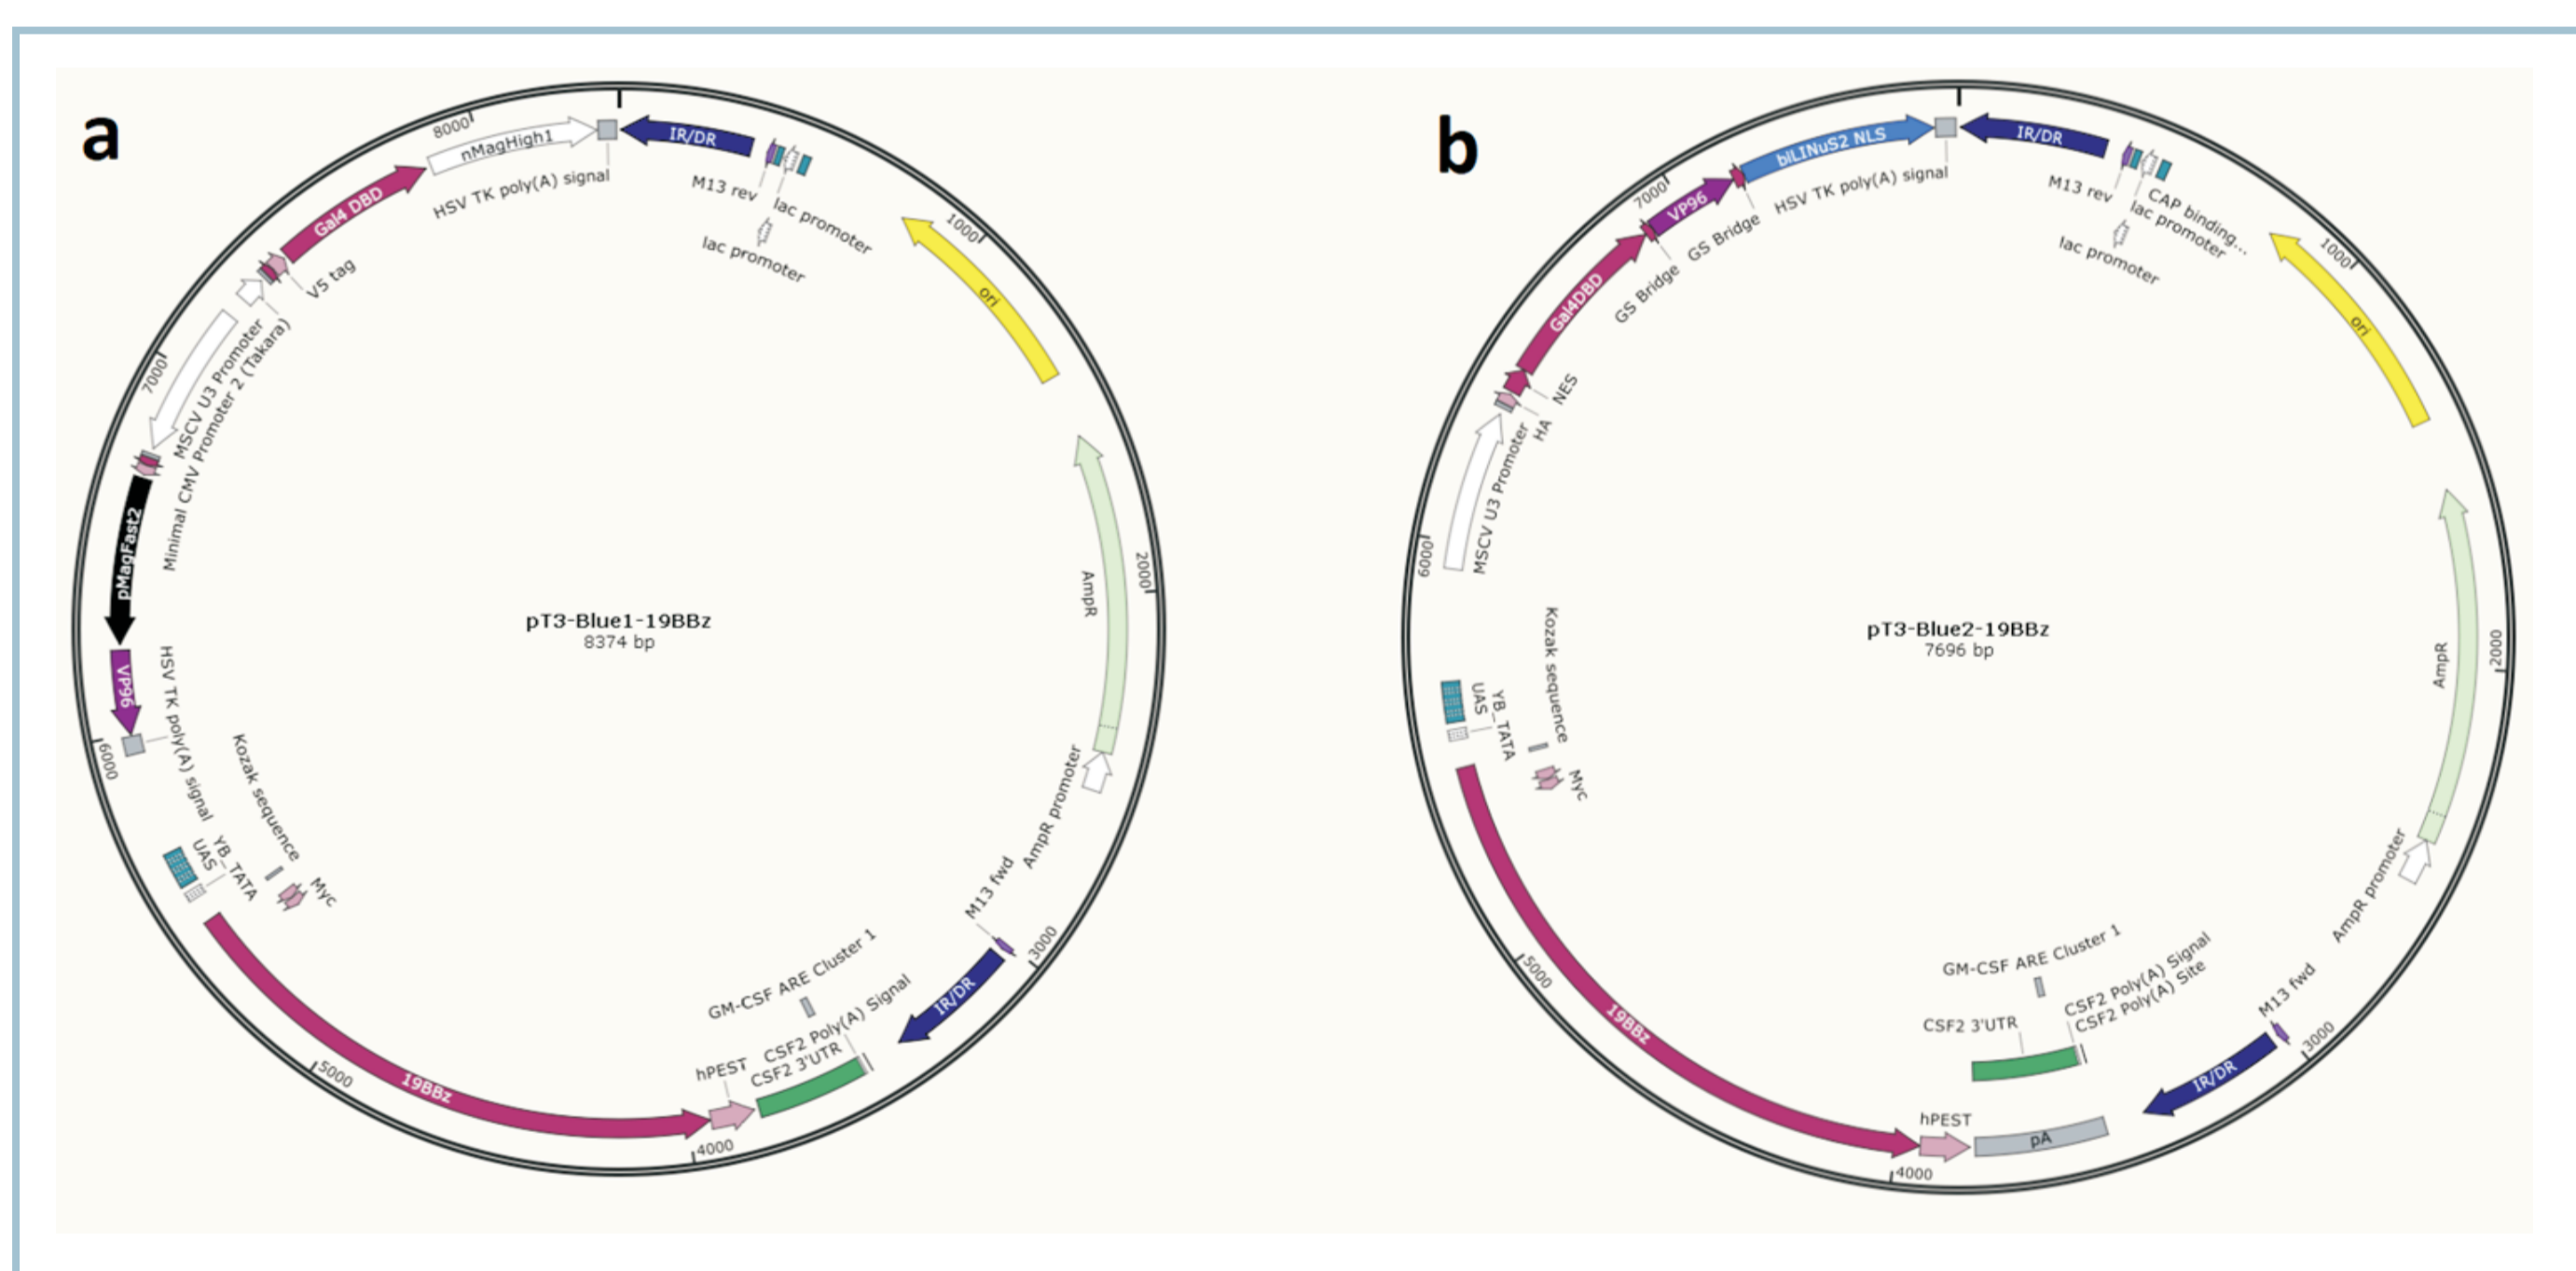 a
8000
nMagHigh1
IR/DR
HSV TK poly(A) signal
M13 rev
lac promoter
lac promoter
1000
ori
Gal4 DBD
V5 tag
MSCV U3 Promoter
Minimal CMV Promoter 2 (Takara)
7000
pMagFast2
VP96
HSV TK poly(A) signal
6000
UAS
YB_TATA
Kozak sequence
Myc
pT3-Blue1-19BBz
8374 bp
AmpR
2000
AmpR promoter
M13 fwd
3000
IR/DR
GM-CSF ARE Cluster 1
CSF2 Poly(A) Signal
CSF2 3'UTR
hPEST
4000
19BBz
5000
b
7000
VP96
biLINuS2 NLS
IR/DR
HSV TK poly(A) signal
GS Bridge
GS Bridge
M13 rev
CAP binding...
lac promoter
lac promoter
1000
ori
Gal4DBD
NES
HA
MSCV U3 Promoter
6000
Kozak sequence
UAS
YB_TATA
Myc
pT3-Blue2-19BBz
7696 bp
AmpR
2000
AmpR promoter
M13 fwd
3000
IR/DR
GM-CSF ARE Cluster 1
CSF2 Poly(A) Signal
CSF2 Poly(A) Site
CSF2 3'UTR
hPEST
pA
4000
19BBz
5000